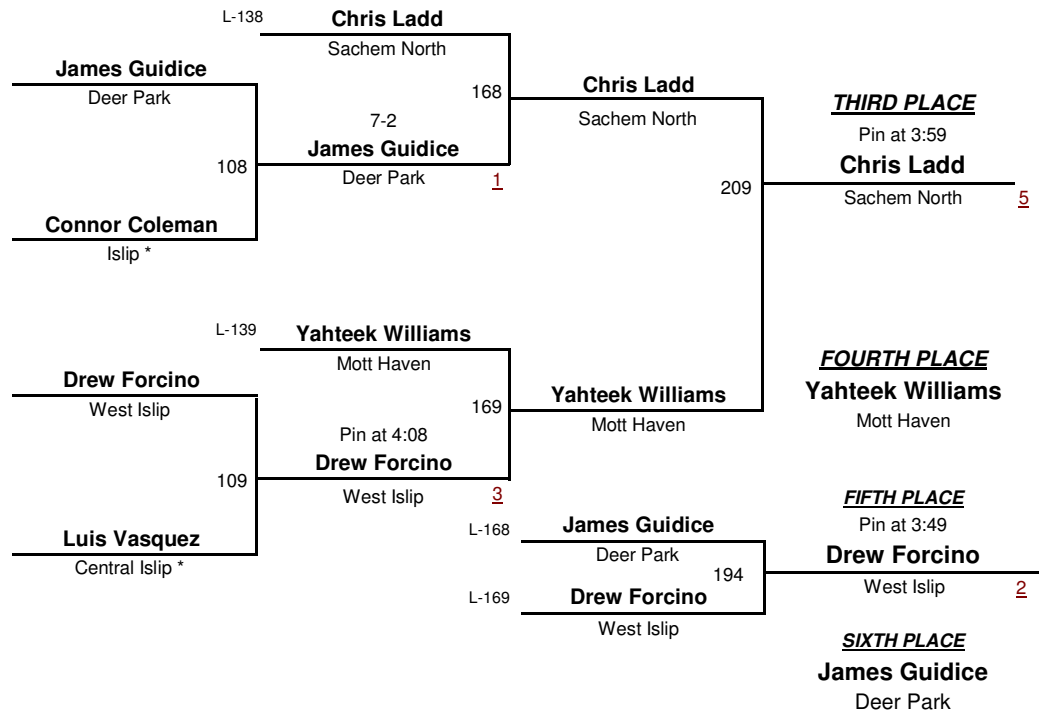 L-138
Chris Ladd
Sachem North
James Guidice
Deer Park
168
7-2
James Guidice
Deer Park
1
108
Connor Coleman
Islip *
Chris Ladd
Sachem North
THIRD PLACE
Pin at 3:59
Chris Ladd
Sachem North
5
209
L-139
Yahteek Williams
Mott Haven
Drew Forcino
West Islip
169
Pin at 4:08
Drew Forcino
West Islip
3
109
Luis Vasquez
Central Islip *
Yahteek Williams
Mott Haven
FOURTH PLACE
Yahteek Williams
Mott Haven
L-168
James Guidice
Deer Park
194
L-169
Drew Forcino
West Islip
FIFTH PLACE
Pin at 3:49
Drew Forcino
West Islip
2
SIXTH PLACE
James Guidice
Deer Park